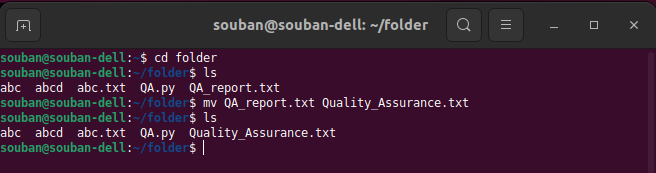 souban@souban-dell: ~/folder
souban@souban-dell:~$ cd folder
souban@souban-dell:~/folder$ ls
abc  abcd  abc.txt  QA.py  QA_report.txt
souban@souban-dell:~/folder$ mv QA_report.txt Quality_Assurance.txt
souban@souban-dell:~/folder$ ls
abc  abcd  abc.txt  QA.py  Quality_Assurance.txt
souban@souban-dell:~/folder$